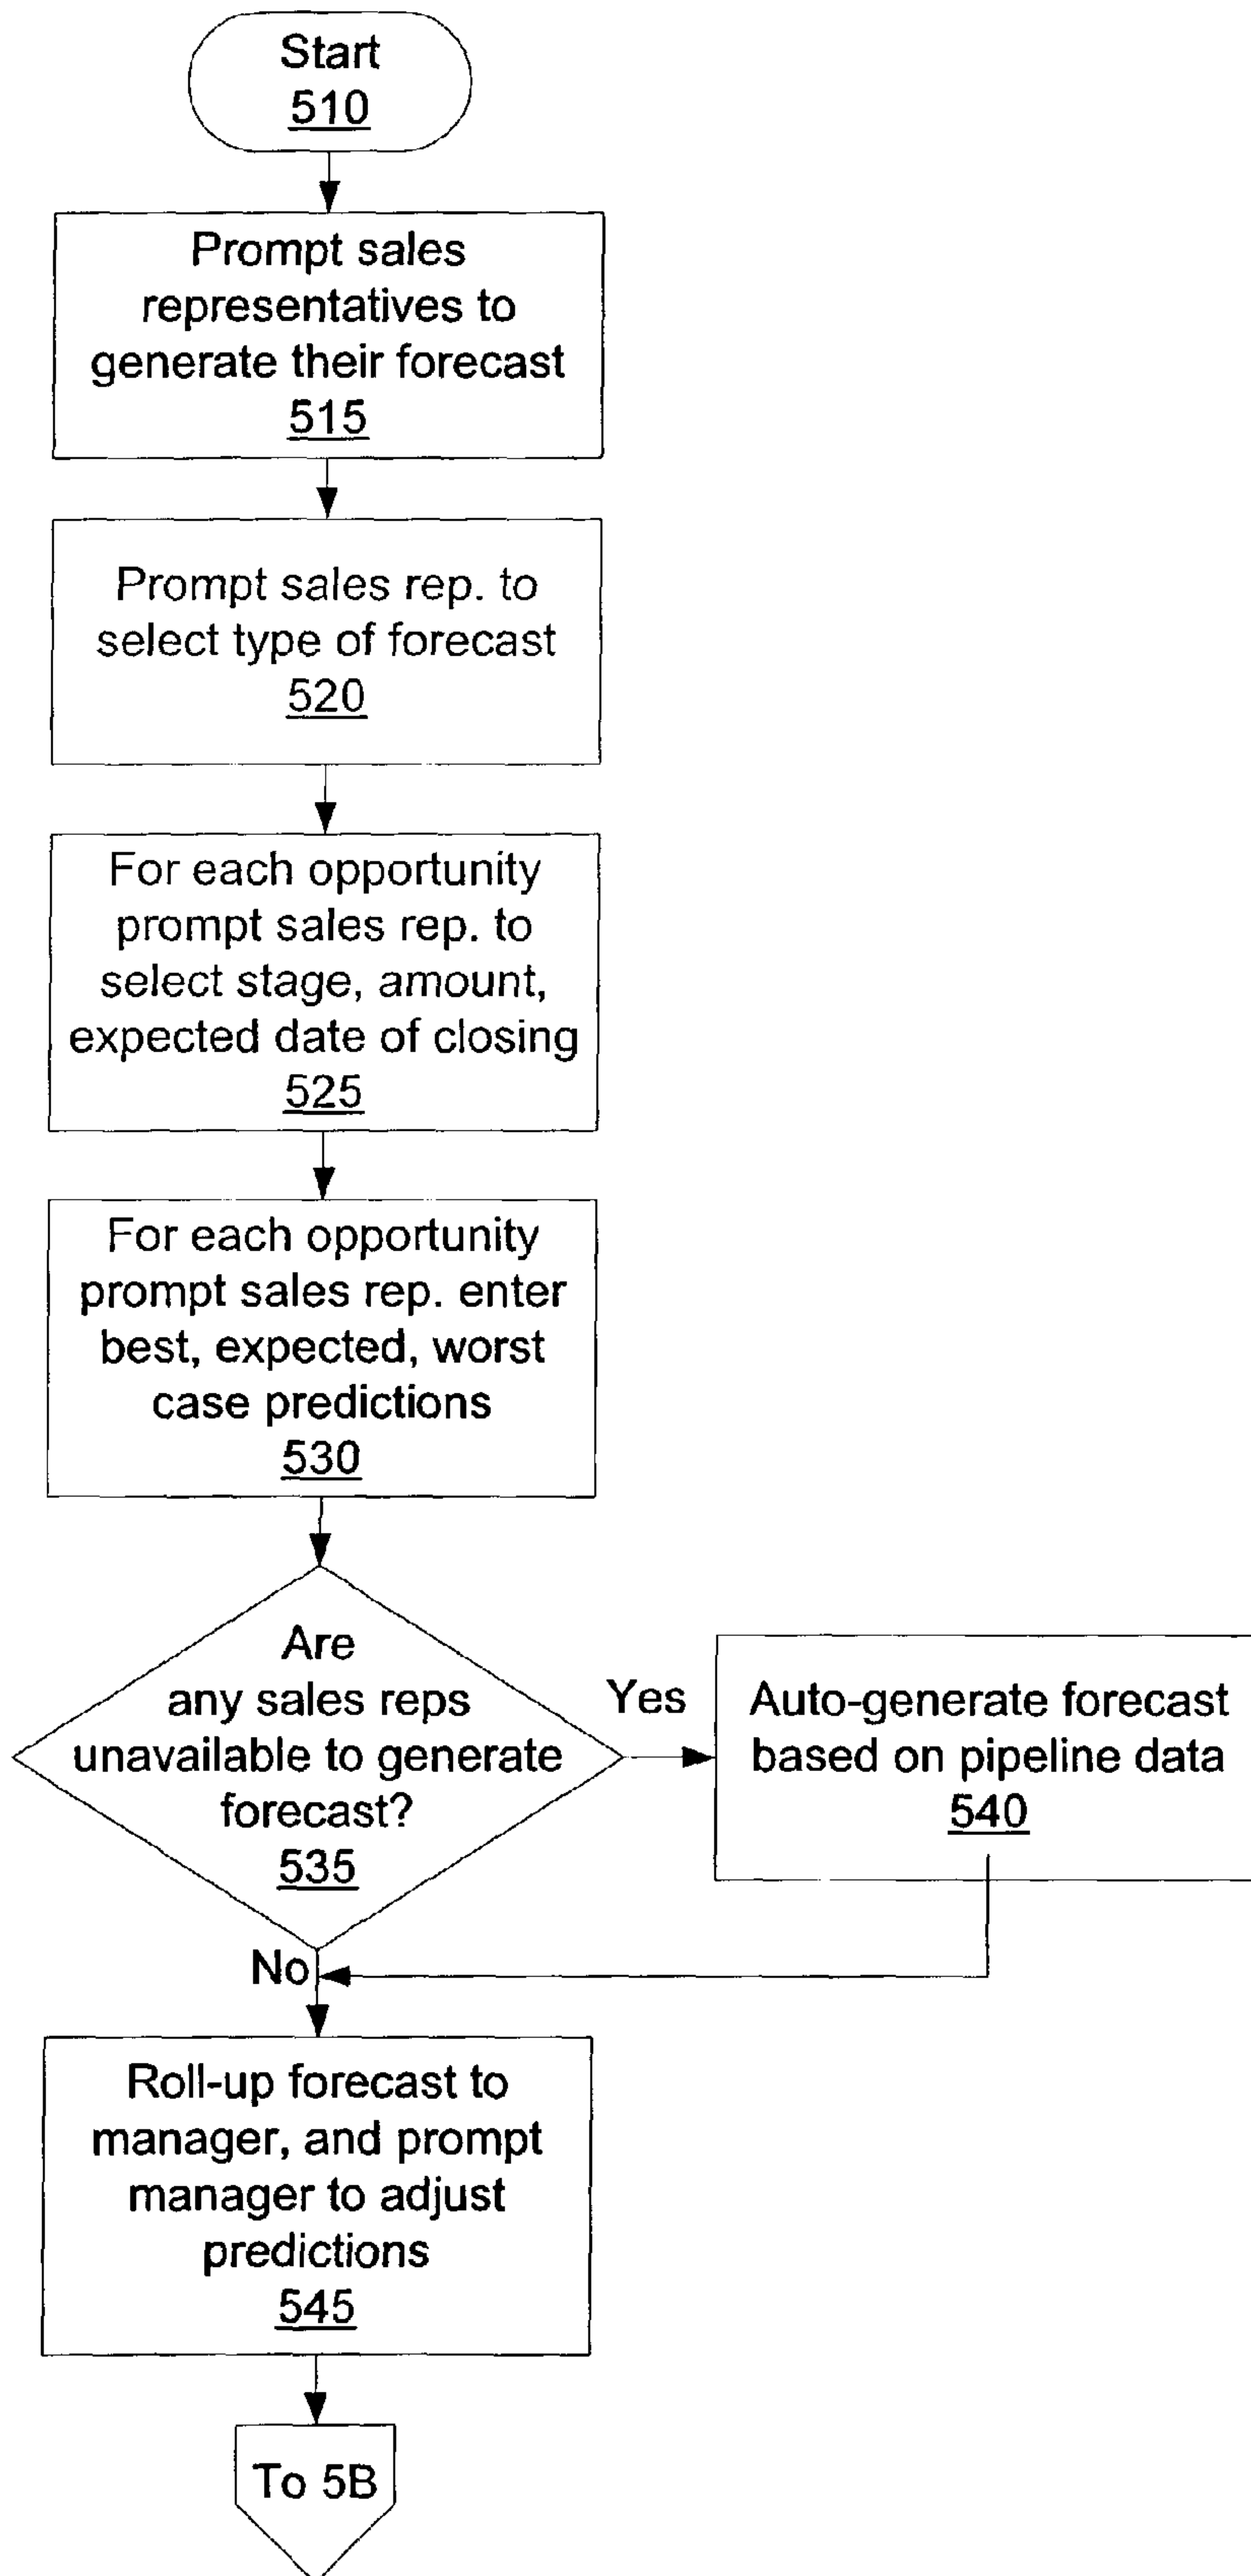 Start
510
Prompt sales
representatives to
generate their forecast
515
Prompt sales rep. to
select type of forecast
520
For each opportunity
prompt sales rep. to
select stage, amount,
expected date of closing
525
For each opportunity
prompt sales rep. enter
best, expected, worst
case predictions
530
Are
any sales reps
unavailable to generate
forecast?
535
Yes
Auto-generate forecast
based on pipeline data
540
No
Roll-up forecast to
manager, and prompt
manager to adjust
predictions
545
To 5B